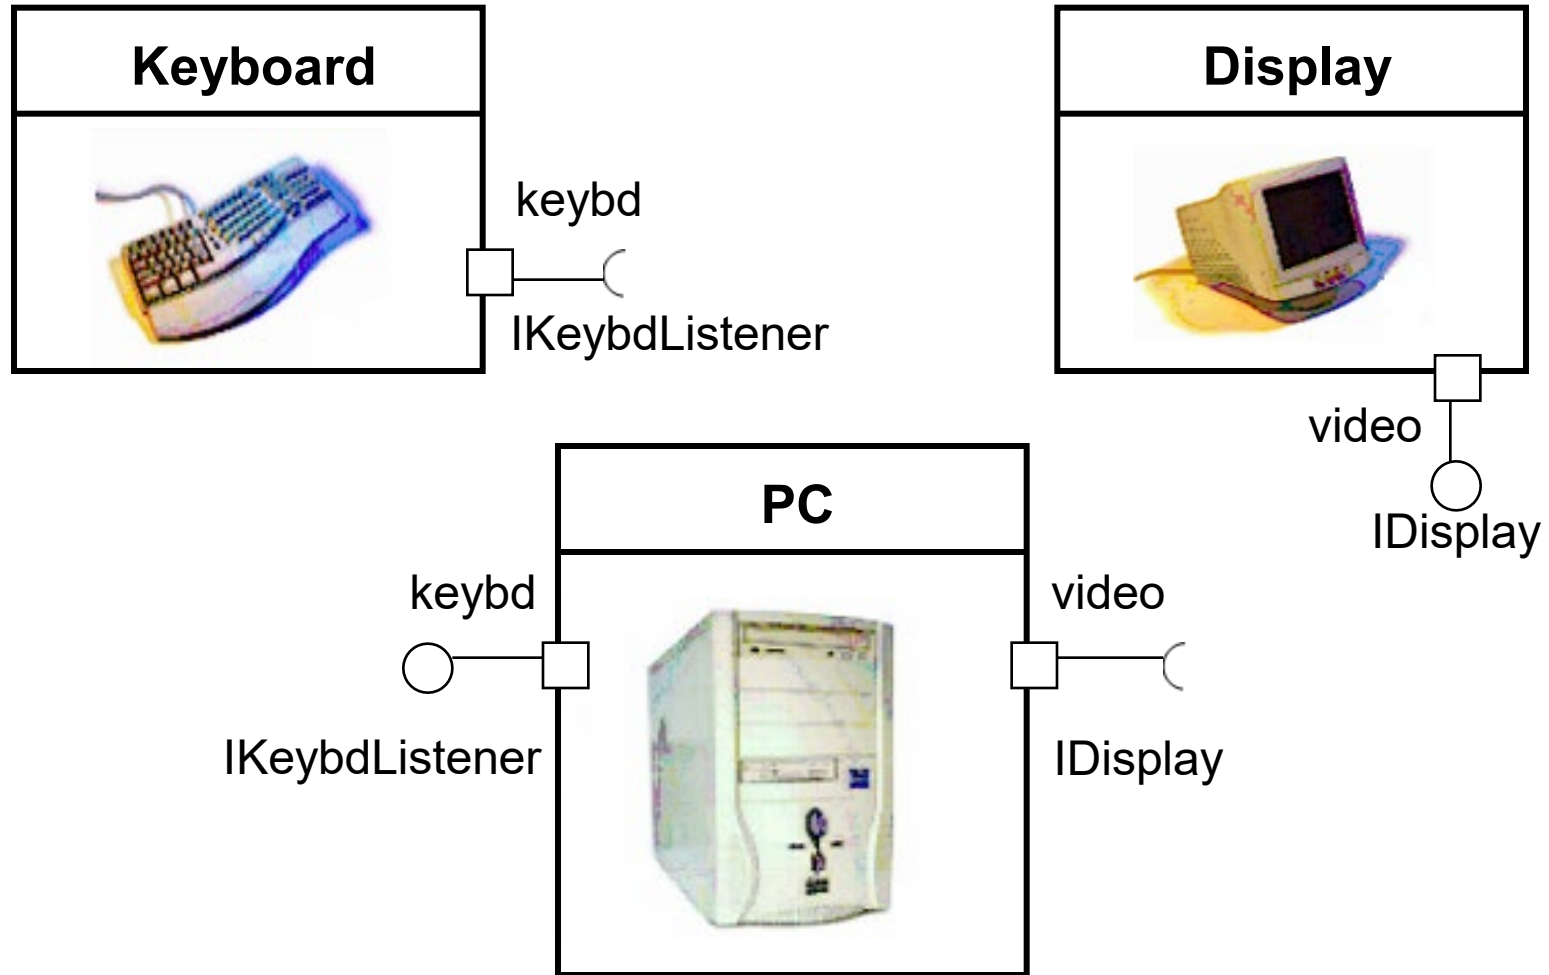 Keyboard
keybd
IKeybdListener
Display
video
IDisplay
PC
keybd
IKeybdListener
video
IDisplay